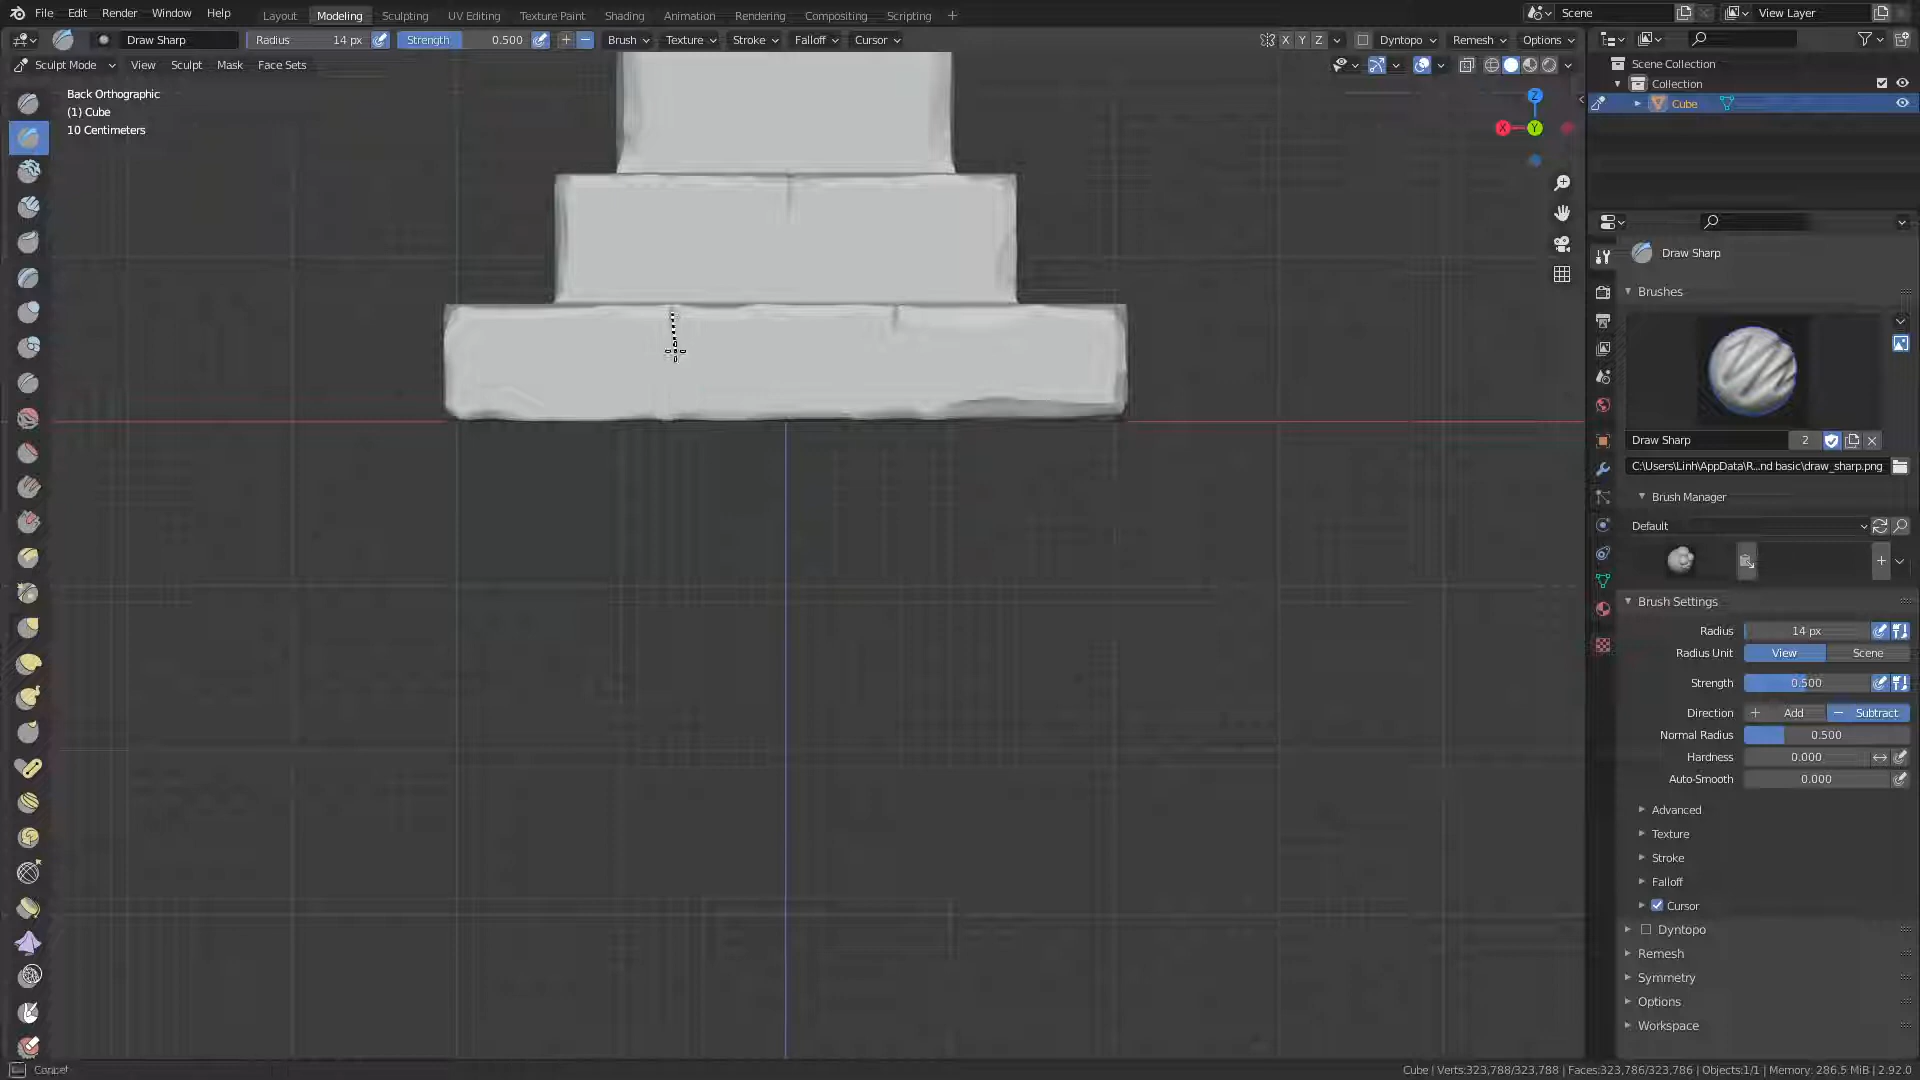 File Edit Render Window Help Layout Modeling Sculpting UV Editing Texture Paint Shading Animation Rendering Compositing Scripting + Scene View Layer
Draw Sharp Radius 14 px Strength 0.500 Brush Texture Stroke Falloff Cursor X Y Z Dyntopo Remesh Options
Sculpt Mode View Sculpt Mask Face Sets
Scene Collection
Collection
Cube
Back Orthographic
(1) Cube
10 Centimeters
Z
X Y
Draw Sharp
Brushes
Draw Sharp 2
C:\Users\Linh\AppData\R...nd basic\draw_sharp.png
Brush Manager
Default
Brush Settings
Radius 14 px
Radius Unit View Scene
Strength 0.500
Direction + Add − Subtract
Normal Radius 0.500
Hardness 0.000
Auto-Smooth 0.000
Advanced
Texture
Stroke
Falloff
Cursor
Dyntopo
Remesh
Symmetry
Options
Workspace
Cancel
Cube | Verts:323,788/323,788 | Faces:323,786/323,786 | Objects:1/1 | Memory: 286.5 MiB | 2.92.0